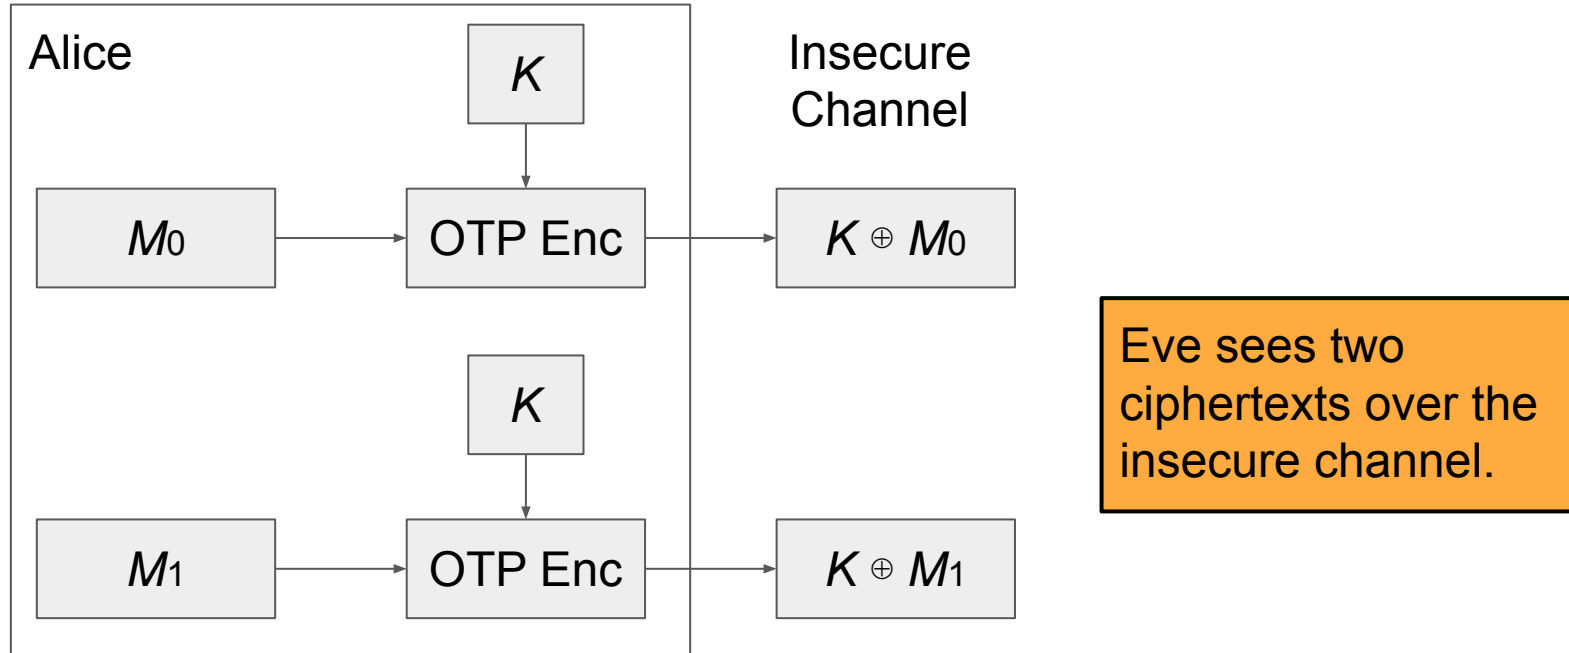 Alice
K
Insecure
Channel
M0
OTP Enc
K ⊕ M0
Eve sees two
ciphertexts over the
insecure channel.
K
M1
OTP Enc
K ⊕ M1